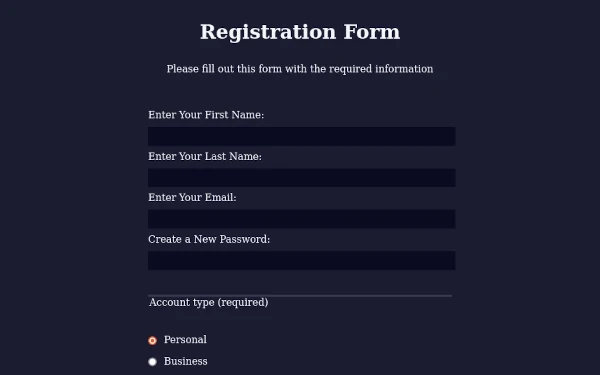 Registration Form
Please fill out this form with the required information
Enter Your First Name:
Enter Your Last Name:
Enter Your Email:
Create a New Password:
Account type (required)
Personal
Business